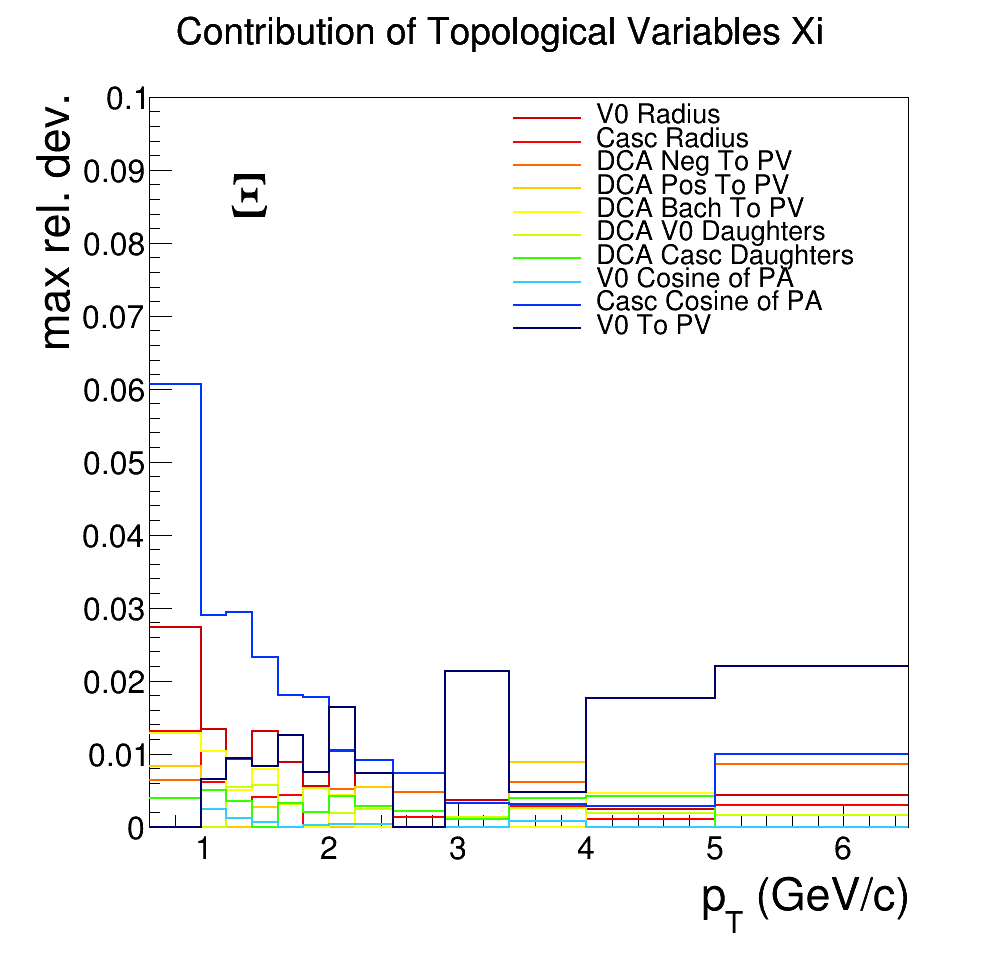 Contribution of Topological Variables Xi
max rel. dev.
0.1
0.09
0.08
0.07
0.06
0.05
0.04
0.03
0.02
0.01
0
Ξ
V0 Radius
Casc Radius
DCA Neg To PV
DCA Pos To PV
DCA Bach To PV
DCA V0 Daughters
DCA Casc Daughters
V0 Cosine of PA
Casc Cosine of PA
V0 To PV
1 2 3 4 5 6
p_T (GeV/c)